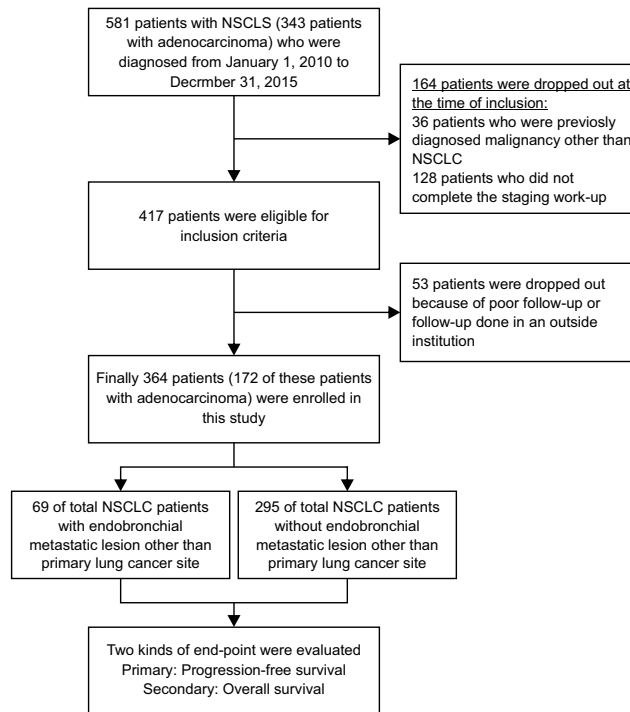 581 patients with NSCLS (343 patients
with adenocarcinoma) who were
diagnosed from January 1, 2010 to
Decrmber 31, 2015
164 patients were dropped out at
the time of inclusion:
36 patients who were previosly
diagnosed malignancy other than
NSCLC
128 patients who did not
complete the staging work-up
417 patients were eligible for
inclusion criteria
53 patients were dropped out
because of poor follow-up or
follow-up done in an outside
institution
Finally 364 patients (172 of these patients
with adenocarcinoma) were enrolled in
this study
69 of total NSCLC patients
with endobronchial
metastatic lesion other than
primary lung cancer site
295 of total NSCLC patients
without endobronchial
metastatic lesion other than
primary lung cancer site
Two kinds of end-point were evaluated
Primary: Progression-free survival
Secondary: Overall survival